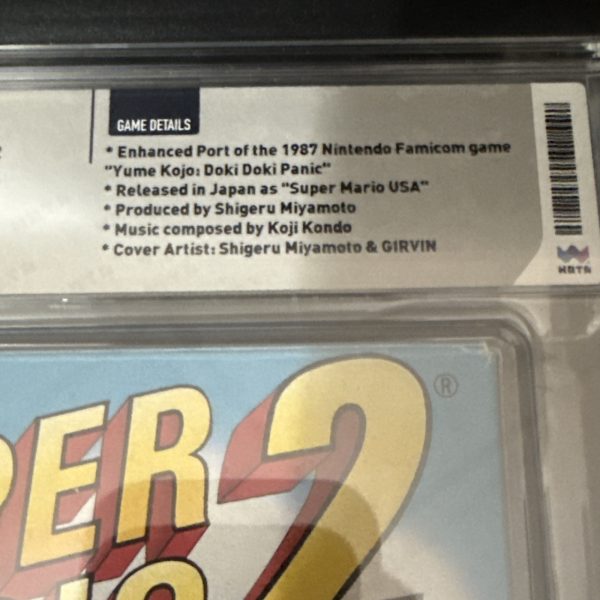 GAME DETAILS
* Enhanced Port of the 1987 Nintendo Famicom game
"Yume Kojo: Doki Doki Panic"
* Released in Japan as "Super Mario USA"
* Produced by Shigeru Miyamoto
* Music composed by Koji Kondo
* Cover Artist: Shigeru Miyamoto & GIRVIN
WATA
PER 2 ®